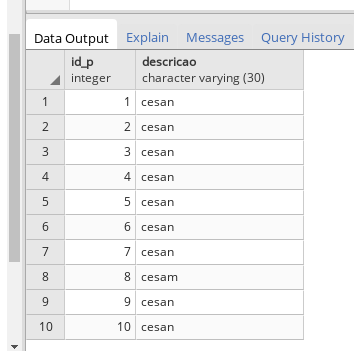 Data Output Explain Messages Query History
id_p descricao
integer character varying (30)
1 1 cesan
2 2 cesan
3 3 cesan
4 4 cesan
5 5 cesan
6 6 cesan
7 7 cesan
8 8 cesam
9 9 cesan
10 10 cesan